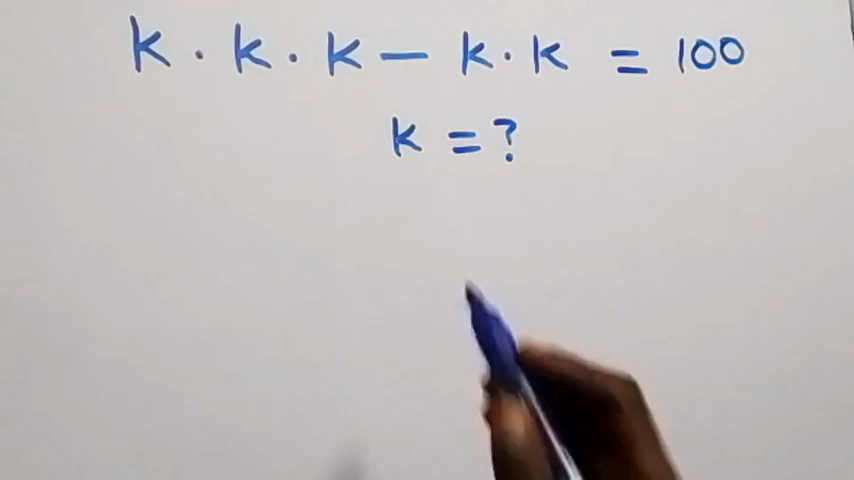 k · k · k − k · k = 100
k = ?